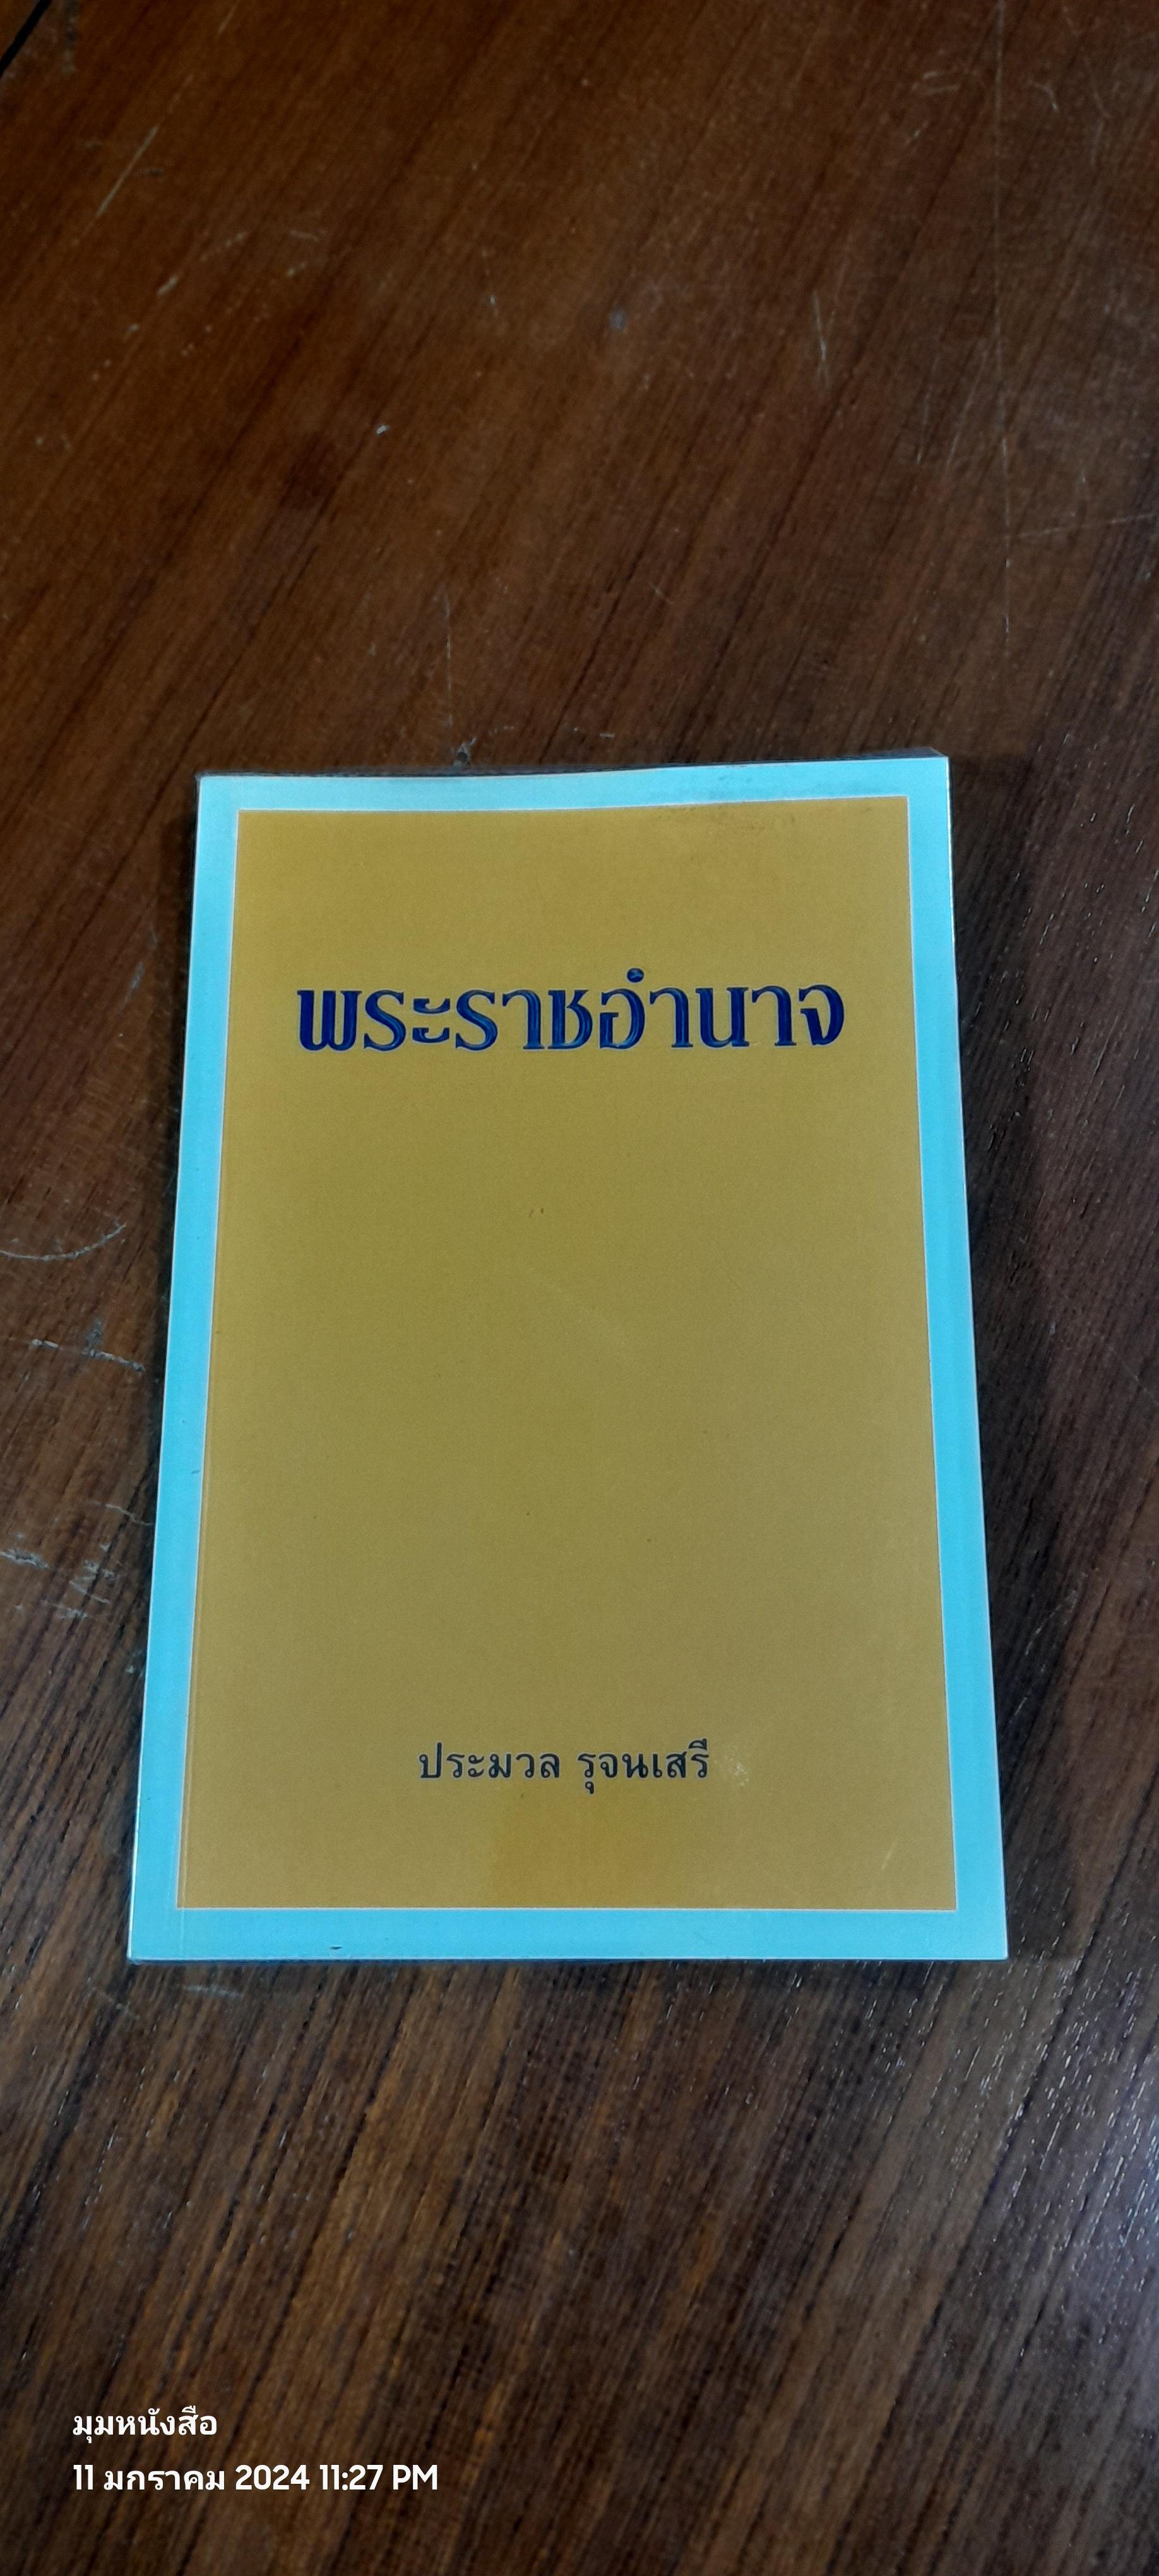 พระราชอำนาจ
ประมวล รุจนเสรี
มุมหนังสือ
11 มกราคม 2024 11:27 PM